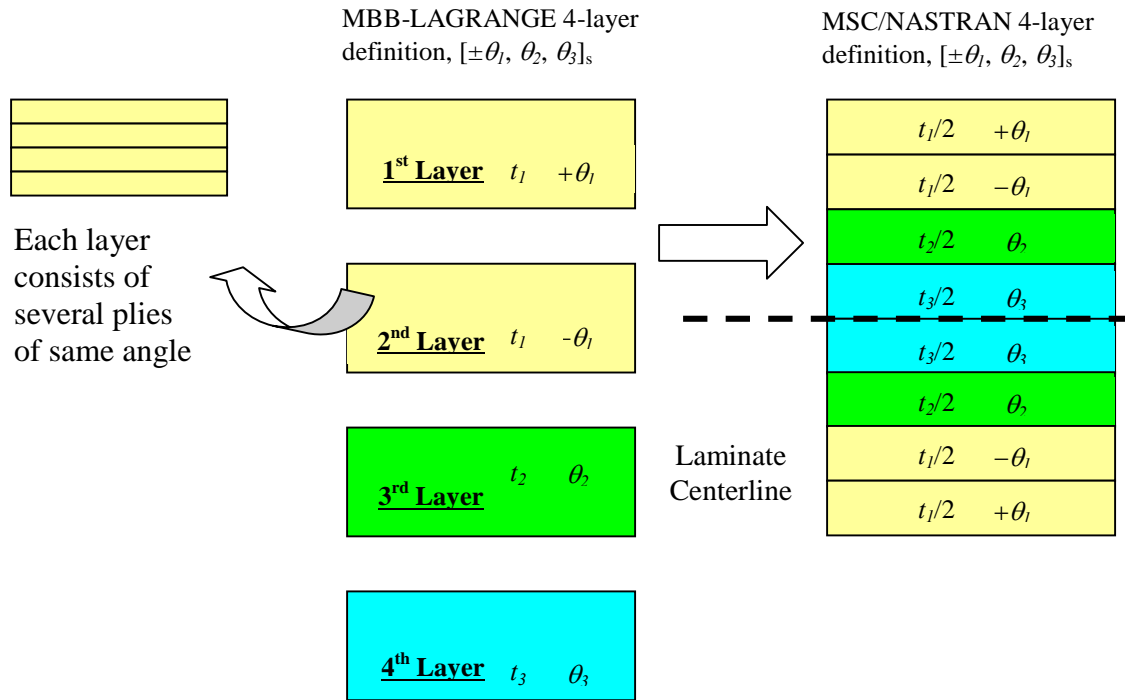 MBB-LAGRANGE 4-layer
definition, [±θ1, θ2, θ3]s
MSC/NASTRAN 4-layer
definition, [±θ1, θ2, θ3]s
Each layer
consists of
several plies
of same angle
1st Layer t1 +θ1
2nd Layer t1 -θ1
3rd Layer t2 θ2
4th Layer t3 θ3
Laminate
Centerline
t1/2 +θ1
t1/2 −θ1
t2/2 θ2
t3/2 θ3
t3/2 θ3
t2/2 θ2
t1/2 −θ1
t1/2 +θ1